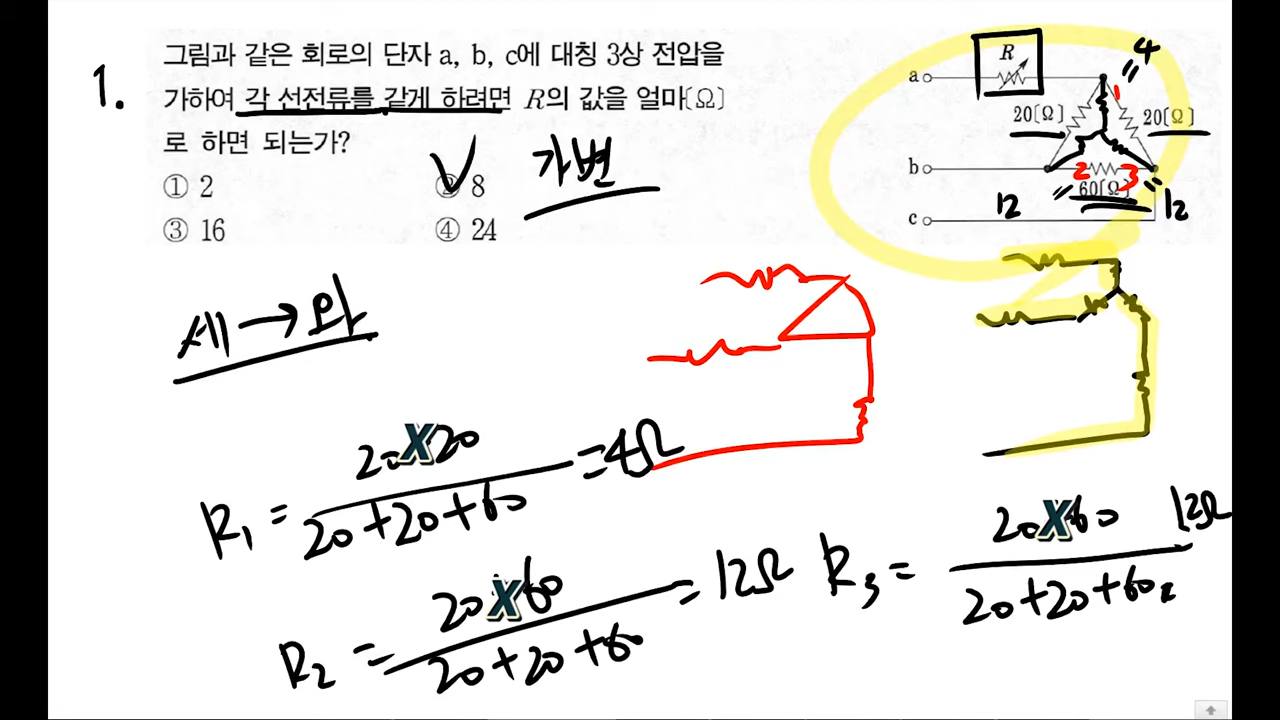 1.
그림과 같은 회로의 단자 a, b, c에 대칭 3상 전압을
가하여 각 선전류를 같게 하려면 R의 값을 얼마[Ω]
로 하면 되는가?
① 2
② 8
③ 16
④ 24
가변
R
a
4
1
20[Ω]
20[Ω]
b
2
3
60[Ω]
12
12
c
세→와
R1 = 20X20 / 20+20+60 = 4Ω
R2 = 20X60 / 20+20+60 = 12Ω
R3 = 20X60 / 20+20+60 12Ω